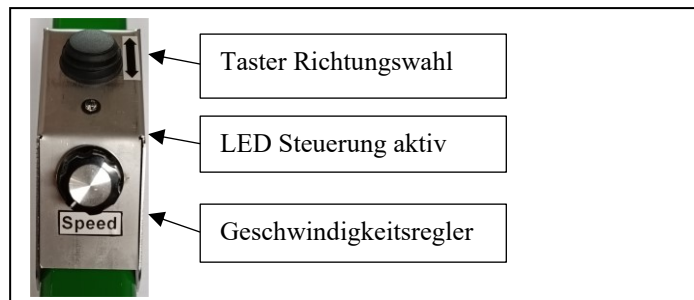 Taster Richtungswahl
LED Steuerung aktiv
Speed
Geschwindigkeitsregler